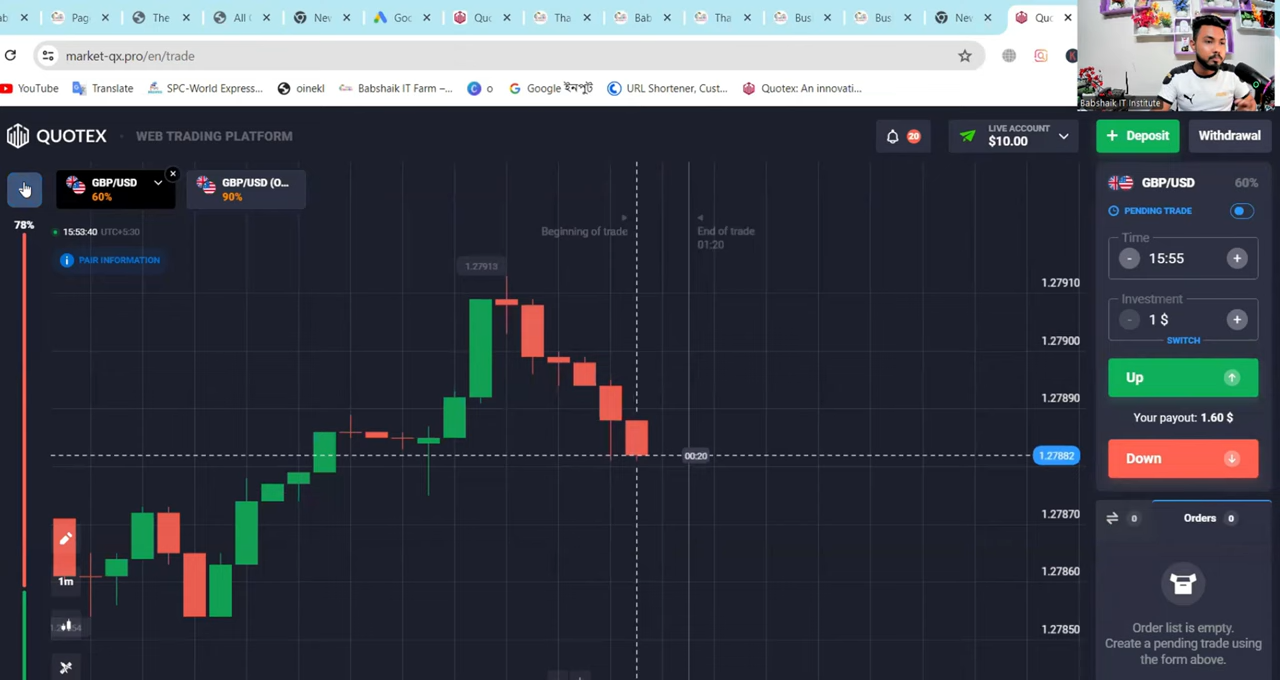 Pag
The
All
Nev
Goo
Quo
Tha
Bab
Tha
Bus
Bus
Nev
Quo
market-qx.pro/en/trade
YouTube
Translate
SPC-World Express...
oinekl
Babshaik IT Farm –...
o
Google ইনপুট
URL Shortener, Cust...
Quotex: An innovati...
Babshaik IT Institute
QUOTEX
WEB TRADING PLATFORM
20
LIVE ACCOUNT
$10.00
+ Deposit
Withdrawal
GBP/USD
60%
GBP/USD (O...
90%
78%
15:53:40 UTC+5:30
PAIR INFORMATION
Beginning of trade
End of trade
01:20
1.27913
1.27910
1.27900
1.27890
1.27882
00:20
1.27870
1.27860
1.27850
1m
GBP/USD
60%
PENDING TRADE
Time
- 15:55 +
Investment
- 1 $ +
SWITCH
Up
Your payout: 1.60 $
Down
0
Orders 0
Order list is empty.
Create a pending trade using
the form above.